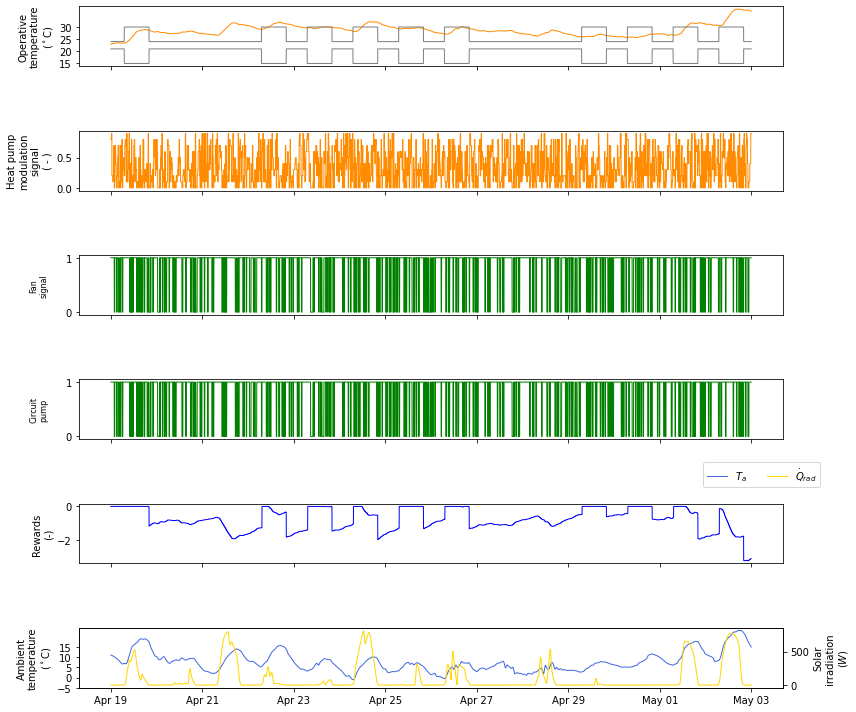 Operative
temperature
(°C)
30
25
20
15
Heat pump
modulation
signal
( - )
0.5
0.0
Fan
signal
1
0
Circuit
pump
1
0
T_a
Q̇_rad
Rewards
(-)
0
−2
Ambient
temperature
(°C)
15
10
5
0
−5
500
0
Solar
irradiation
(W)
Apr 19 Apr 21 Apr 23 Apr 25 Apr 27 Apr 29 May 01 May 03